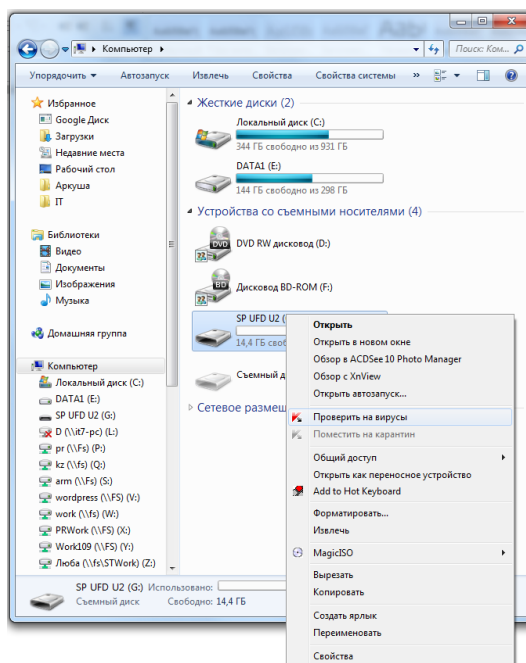 Компьютер
Поиск: Ком...
Упорядочить
Автозапуск
Извлечь
Свойства
Свойства системы
»
Избранное
Google Диск
Загрузки
Недавние места
Рабочий стол
Аркуша
IT
Библиотеки
Видео
Документы
Изображения
Музыка
Домашняя группа
Компьютер
Локальный диск (C:)
DATA1 (E:)
SP UFD U2 (G:)
D (\\it7-pc) (L:)
pr (\\Fs) (P:)
kz (\\fs) (Q:)
arm (\\Fs) (S:)
wordpress (\\FS) (V:)
work (\\fs) (W:)
PRWork (\\FS) (X:)
Work109 (\\FS) (Y:)
Люба (\\fs\STWork) (Z:)
Жесткие диски (2)
Локальный диск (C:)
344 ГБ свободно из 931 ГБ
DATA1 (E:)
144 ГБ свободно из 298 ГБ
Устройства со съемными носителями (4)
DVD
DVD RW дисковод (D:)
BD
Дисковод BD-ROM (F:)
SP UFD U2 (
14,4 ГБ своб
Съемный д
Сетевое размещ
Открыть
Открыть в новом окне
Обзор в ACDSee 10 Photo Manager
Обзор с XnView
Открыть автозапуск...
Проверить на вирусы
Поместить на карантин
Общий доступ
Открыть как переносное устройство
Add to Hot Keyboard
Форматировать...
Извлечь
MagicISO
Вырезать
Копировать
Создать ярлык
Переименовать
Свойства
SP UFD U2 (G:) Использовано:
Съемный диск Свободно: 14,4 ГБ